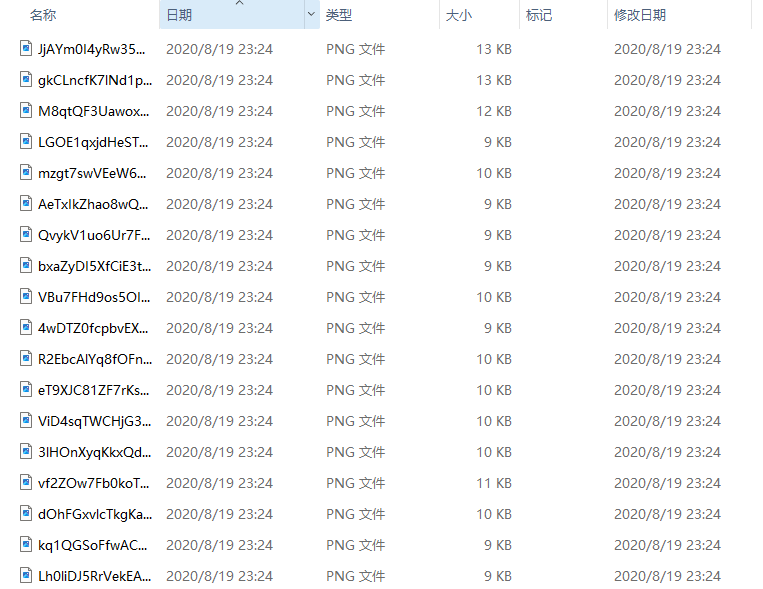 名称 日期 类型 大小 标记 修改日期
JjAYm0I4yRw35... 2020/8/19 23:24 PNG 文件 13 KB 2020/8/19 23:24
gkCLncfK7lNd1p... 2020/8/19 23:24 PNG 文件 13 KB 2020/8/19 23:24
M8qtQF3Uawox... 2020/8/19 23:24 PNG 文件 12 KB 2020/8/19 23:24
LGOE1qxjdHeST... 2020/8/19 23:24 PNG 文件 9 KB 2020/8/19 23:24
mzgt7swVEeW6... 2020/8/19 23:24 PNG 文件 10 KB 2020/8/19 23:24
AeTxlkZhao8wQ... 2020/8/19 23:24 PNG 文件 9 KB 2020/8/19 23:24
QvykV1uo6Ur7F... 2020/8/19 23:24 PNG 文件 9 KB 2020/8/19 23:24
bxaZyDI5XfCiE3t... 2020/8/19 23:24 PNG 文件 9 KB 2020/8/19 23:24
VBu7FHd9os5OI... 2020/8/19 23:24 PNG 文件 10 KB 2020/8/19 23:24
4wDTZ0fcpbvEX... 2020/8/19 23:24 PNG 文件 9 KB 2020/8/19 23:24
R2EbcAlYq8fOFn... 2020/8/19 23:24 PNG 文件 10 KB 2020/8/19 23:24
eT9XJC81ZF7rKs... 2020/8/19 23:24 PNG 文件 10 KB 2020/8/19 23:24
ViD4sqTWCHjG3... 2020/8/19 23:24 PNG 文件 10 KB 2020/8/19 23:24
3IHOnXyqKkxQd... 2020/8/19 23:24 PNG 文件 10 KB 2020/8/19 23:24
vf2ZOw7Fb0koT... 2020/8/19 23:24 PNG 文件 11 KB 2020/8/19 23:24
dOhFGxvlcTkgKa... 2020/8/19 23:24 PNG 文件 10 KB 2020/8/19 23:24
kq1QGSoFfwAC... 2020/8/19 23:24 PNG 文件 9 KB 2020/8/19 23:24
Lh0liDJ5RrVekEA... 2020/8/19 23:24 PNG 文件 9 KB 2020/8/19 23:24